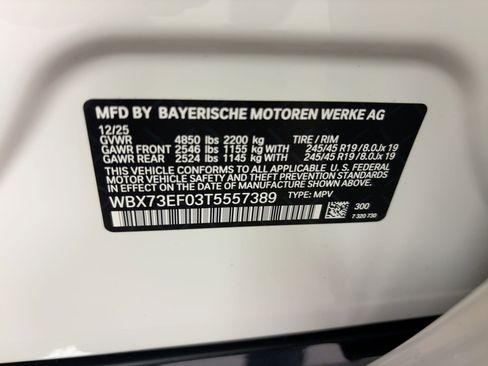 MFD BY BAYERISCHE MOTOREN WERKE AG
12/25
GVWR 4850 lbs 2200 kg TIRE / RIM
GAWR FRONT 2546 lbs 1155 kg 245/45 R19 / 8.0Jx 19
GAWR REAR 2524 lbs 1145 kg 245/45 R19 / 8.0Jx 19
THIS VEHICLE CONFORMS TO ALL APPLICABLE U. S. FEDERAL
MOTOR VEHICLE SAFETY AND THEFT PREVENTION STANDARDS
IN EFFECT ON THE DATE OF MANUFACTURE SHOWN ABOVE.
WBX73EF03T5557389 TYPE: MPV
300
7 320 730